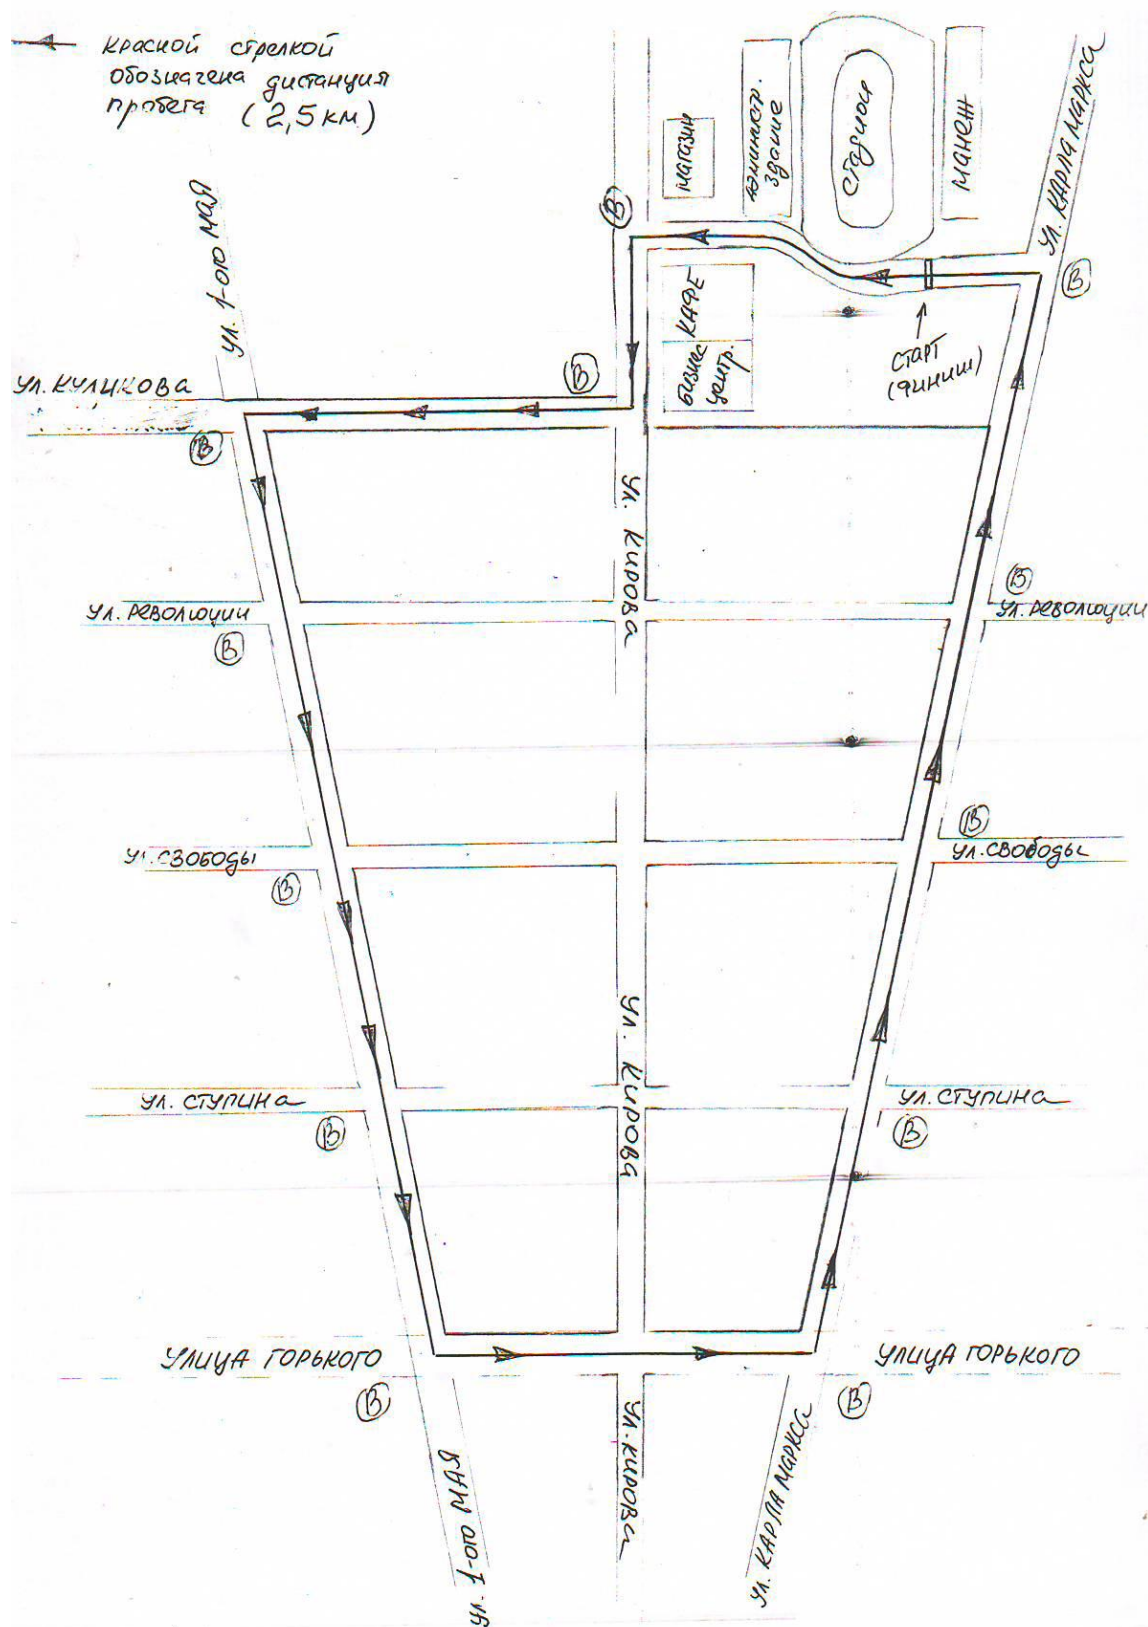 Красной стрелкой
обозначена дистанция
пробега (2,5 км)
магазин
Администр.
здание
стадион
манеж
ул. Карла Маркса
В
ул. 1-ого мая
КАФЕ
В
старт
(финиш)
Бизнес
центр.
В
ул. Куликова
В
ул. Кирова
В
ул. Революции
ул. Революции
В
В
ул. Свободы
ул. Свободы
В
ул. Кирова
ул. Ступина
ул. Ступина
В
В
улица Горького
улица Горького
В
В
ул. 1-ого мая
ул. Кирова
ул. Карла Маркса